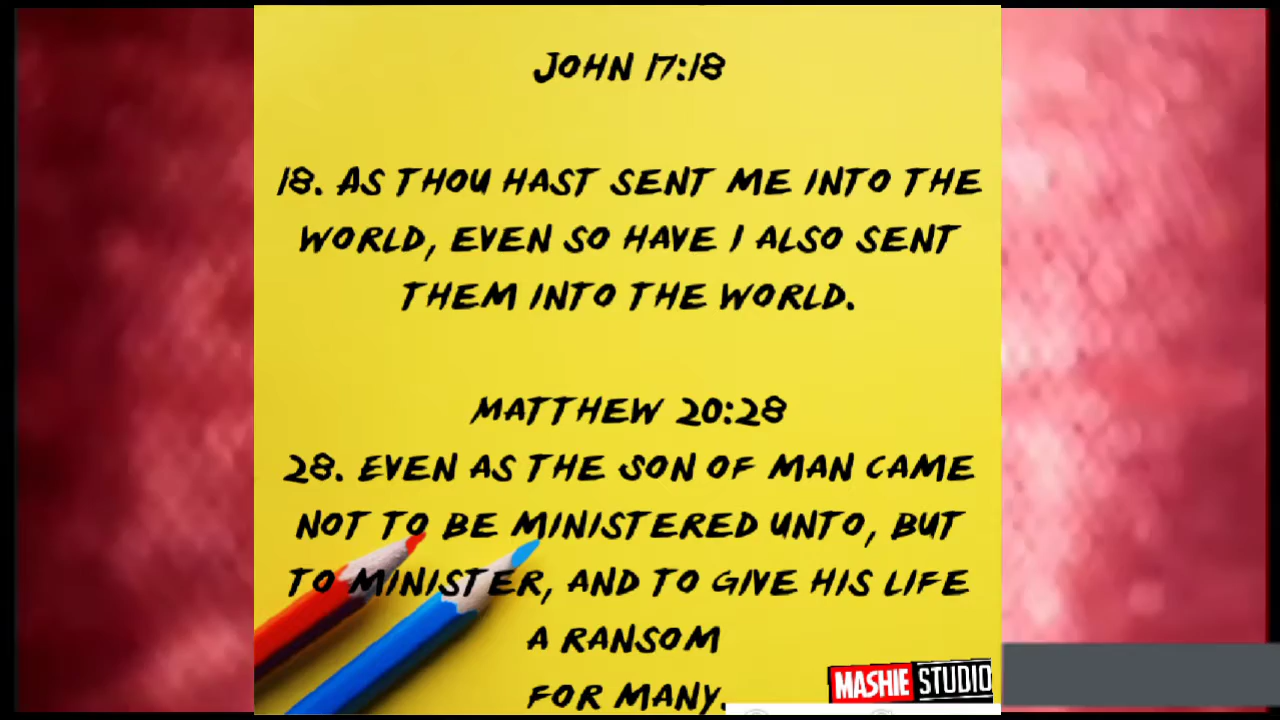 JOHN 17:18
18. AS THOU HAST SENT ME INTO THE
WORLD, EVEN SO HAVE I ALSO SENT
THEM INTO THE WORLD.
MATTHEW 20:28
28. EVEN AS THE SON OF MAN CAME
NOT TO BE MINISTERED UNTO, BUT
TO MINISTER, AND TO GIVE HIS LIFE
A RANSOM
FOR MANY.
MASHIE STUDIO